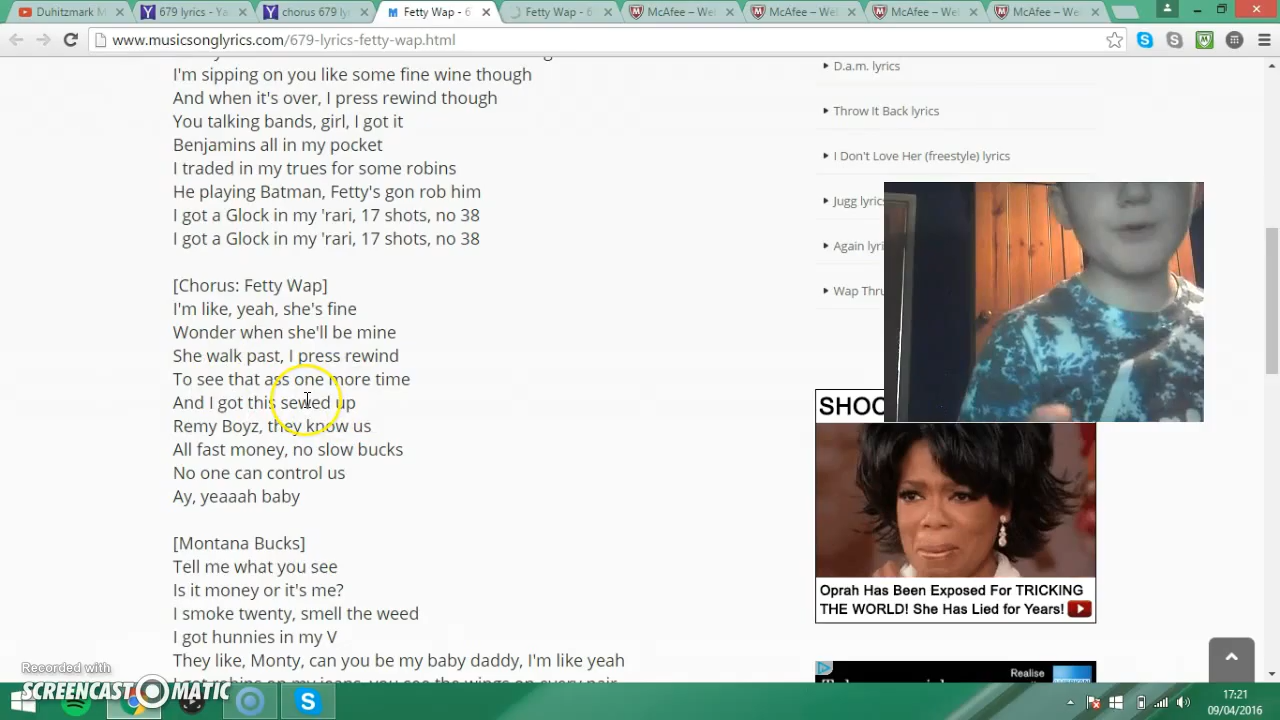 679 lyrics - Ya
chorus 679 lyri
Fetty Wap - 6
Fetty Wap - 6
McAfee – We
McAfee – We
McAfee – We
McAfee – We
www.musicsonglyrics.com/679-lyrics-fetty-wap.html
I'm sipping on you like some fine wine though
And when it's over, I press rewind though
You talking bands, girl, I got it
Benjamins all in my pocket
I traded in my trues for some robins
He playing Batman, Fetty's gon rob him
I got a Glock in my 'rari, 17 shots, no 38
I got a Glock in my 'rari, 17 shots, no 38
[Chorus: Fetty Wap]
I'm like, yeah, she's fine
Wonder when she'll be mine
She walk past, I press rewind
To see that ass one more time
And I got this sewed up
Remy Boyz, they know us
All fast money, no slow bucks
No one can control us
Ay, yeaaah baby
[Montana Bucks]
Tell me what you see
Is it money or it's me?
I smoke twenty, smell the weed
I got hunnies in my V
They like, Monty, can you be my baby daddy, I'm like yeah
D.a.m. lyrics
Throw It Back lyrics
I Don't Love Her (freestyle) lyrics
Jugg lyrics
Again lyri
Wap Thru
SHOC
Oprah Has Been Exposed For TRICKING
THE WORLD! She Has Lied for Years!
Realise
Recorded with
SCREENCAST MATIC
17:21
09/04/2016